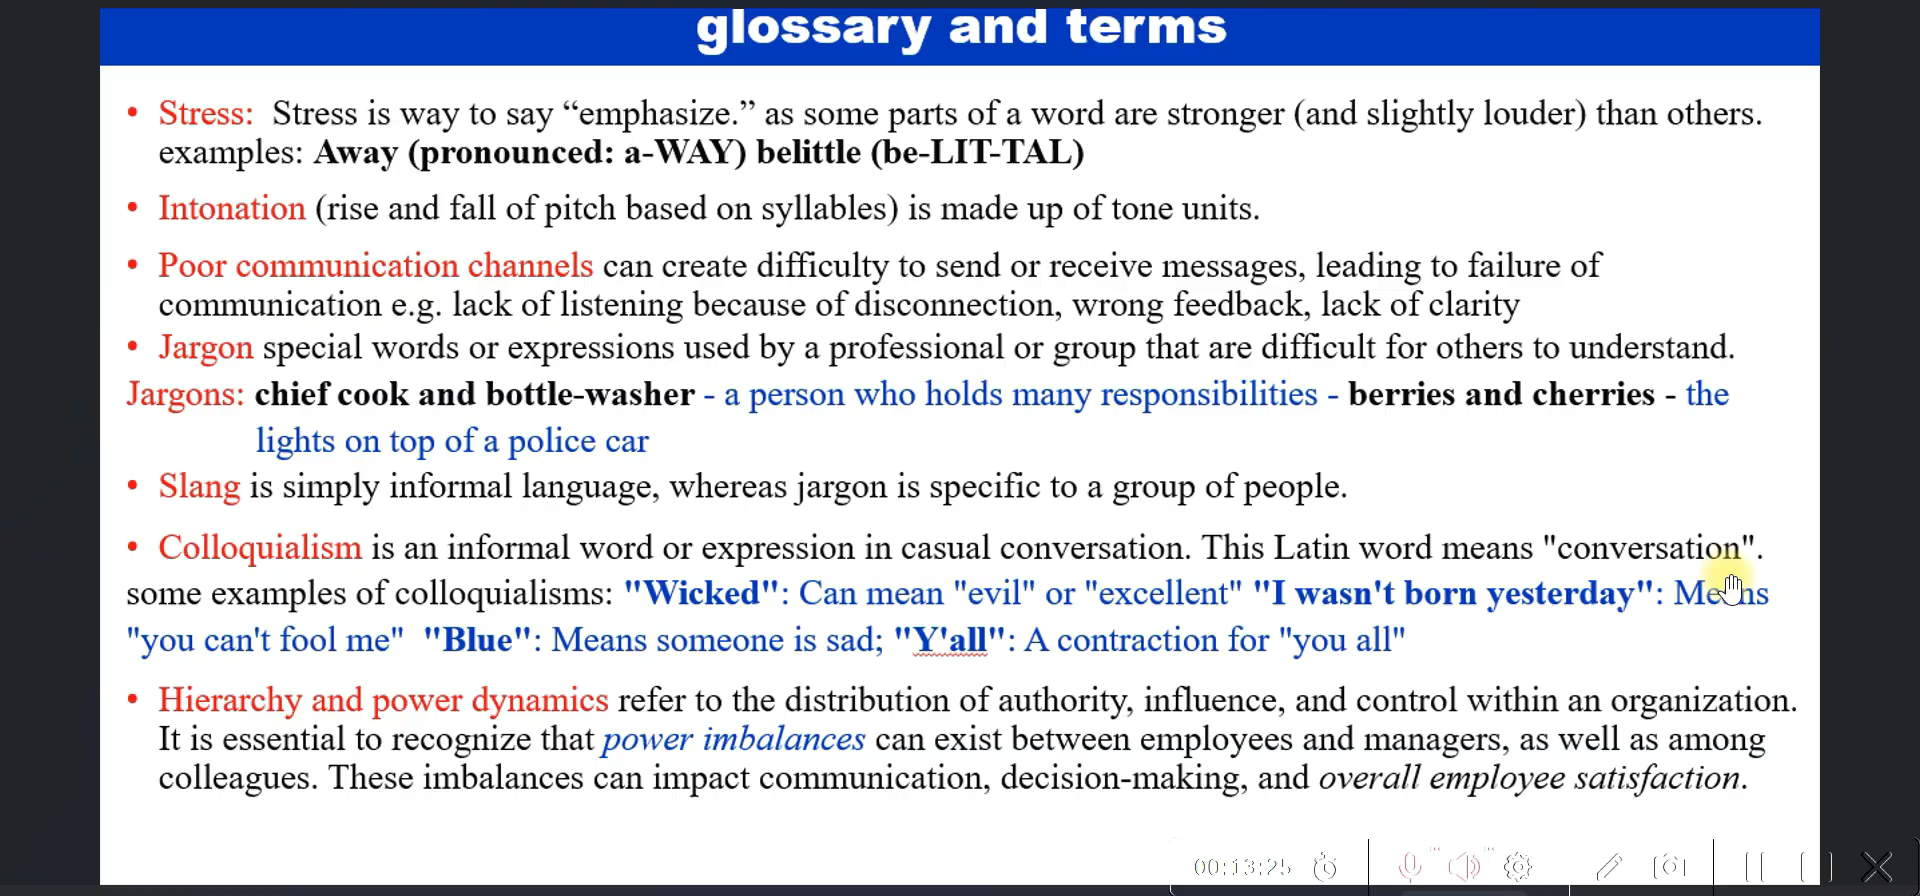 glossary and terms
• Stress:  Stress is way to say “emphasize.” as some parts of a word are stronger (and slightly louder) than others.
examples: Away (pronounced: a-WAY) belittle (be-LIT-TAL)
• Intonation (rise and fall of pitch based on syllables) is made up of tone units.
• Poor communication channels can create difficulty to send or receive messages, leading to failure of
communication e.g. lack of listening because of disconnection, wrong feedback, lack of clarity
• Jargon special words or expressions used by a professional or group that are difficult for others to understand.
Jargons: chief cook and bottle-washer - a person who holds many responsibilities - berries and cherries - the
lights on top of a police car
• Slang is simply informal language, whereas jargon is specific to a group of people.
• Colloquialism is an informal word or expression in casual conversation. This Latin word means "conversation".
some examples of colloquialisms: "Wicked": Can mean "evil" or "excellent" "I wasn't born yesterday": Means
"you can't fool me"  "Blue": Means someone is sad; "Y'all": A contraction for "you all"
• Hierarchy and power dynamics refer to the distribution of authority, influence, and control within an organization.
It is essential to recognize that power imbalances can exist between employees and managers, as well as among
colleagues. These imbalances can impact communication, decision-making, and overall employee satisfaction.
00:13:25